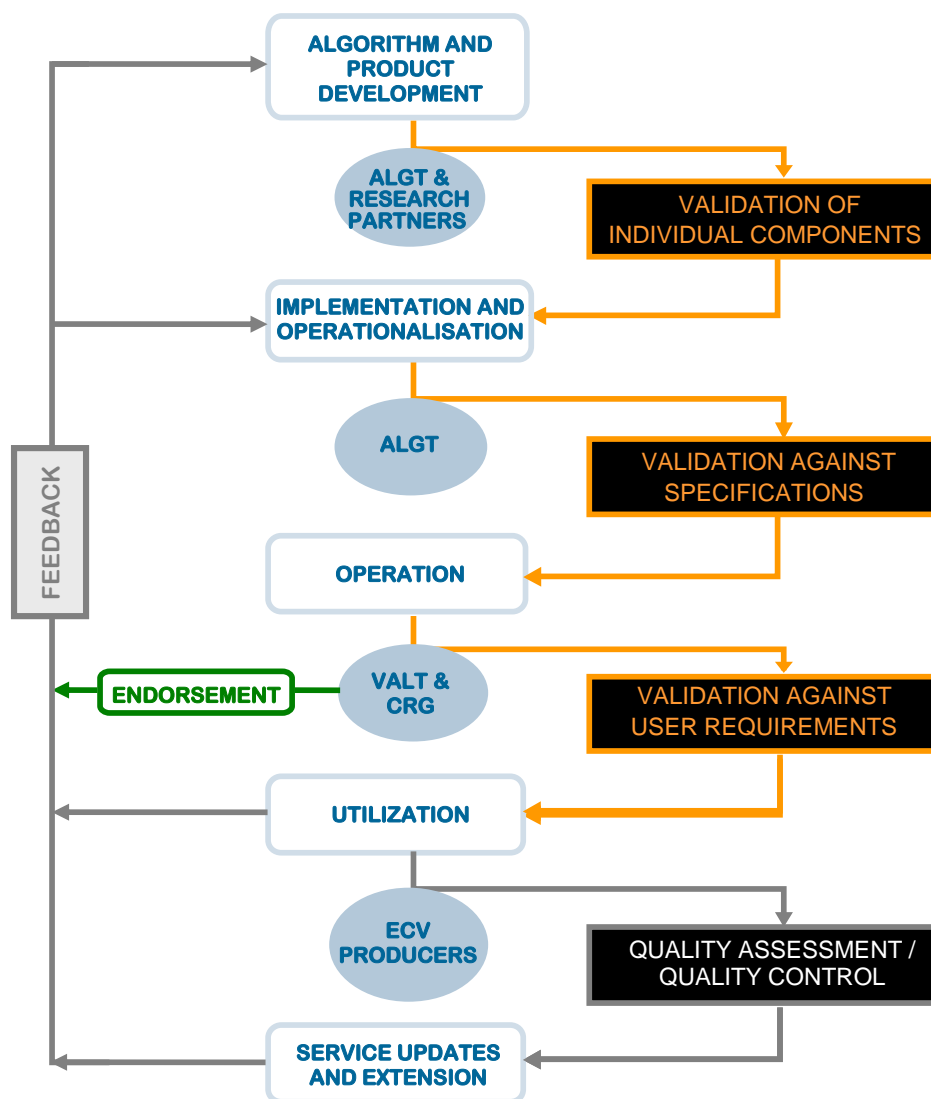 ALGORITHM AND
PRODUCT
DEVELOPMENT
ALGT &
RESEARCH
PARTNERS
VALIDATION OF
INDIVIDUAL COMPONENTS
IMPLEMENTATION AND
OPERATIONALISATION
ALGT
VALIDATION AGAINST
SPECIFICATIONS
FEEDBACK
OPERATION
ENDORSEMENT
VALT &
CRG
VALIDATION AGAINST
USER REQUIREMENTS
UTILIZATION
ECV
PRODUCERS
QUALITY ASSESSMENT /
QUALITY CONTROL
SERVICE UPDATES
AND EXTENSION